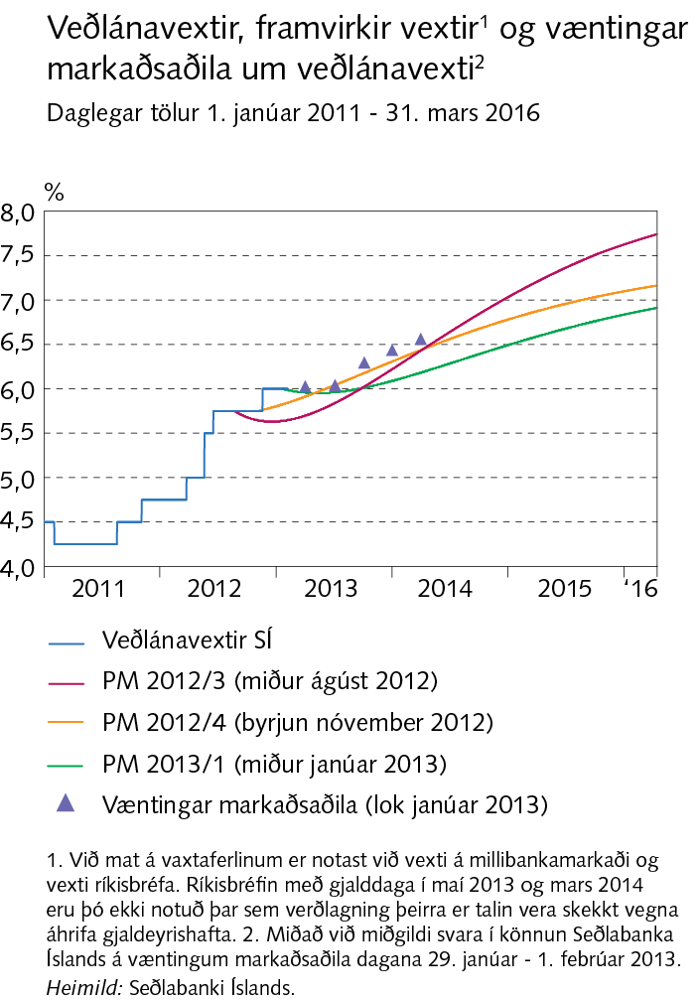 Veðlánavextir, framvirkir vextir¹ og væntingar
markaðsaðila um veðlánavexti²
Daglegar tölur 1. janúar 2011 - 31. mars 2016
%
8,0
7,5
7,0
6,5
6,0
5,5
5,0
4,5
4,0
2011 2012 2013 2014 2015 ‘16
Veðlánavextir SÍ
PM 2012/3 (miður ágúst 2012)
PM 2012/4 (byrjun nóvember 2012)
PM 2013/1 (miður janúar 2013)
Væntingar markaðsaðila (lok janúar 2013)
1. Við mat á vaxtaferlinum er notast við vexti á millibankamarkaði og
vexti ríkisbréfa. Ríkisbréfin með gjalddaga í maí 2013 og mars 2014
eru þó ekki notuð þar sem verðlagning þeirra er talin vera skekkt vegna
áhrifa gjaldeyrishafta. 2. Miðað við miðgildi svara í könnun Seðlabanka
Íslands á væntingum markaðsaðila dagana 29. janúar - 1. febrúar 2013.
Heimild: Seðlabanki Íslands.